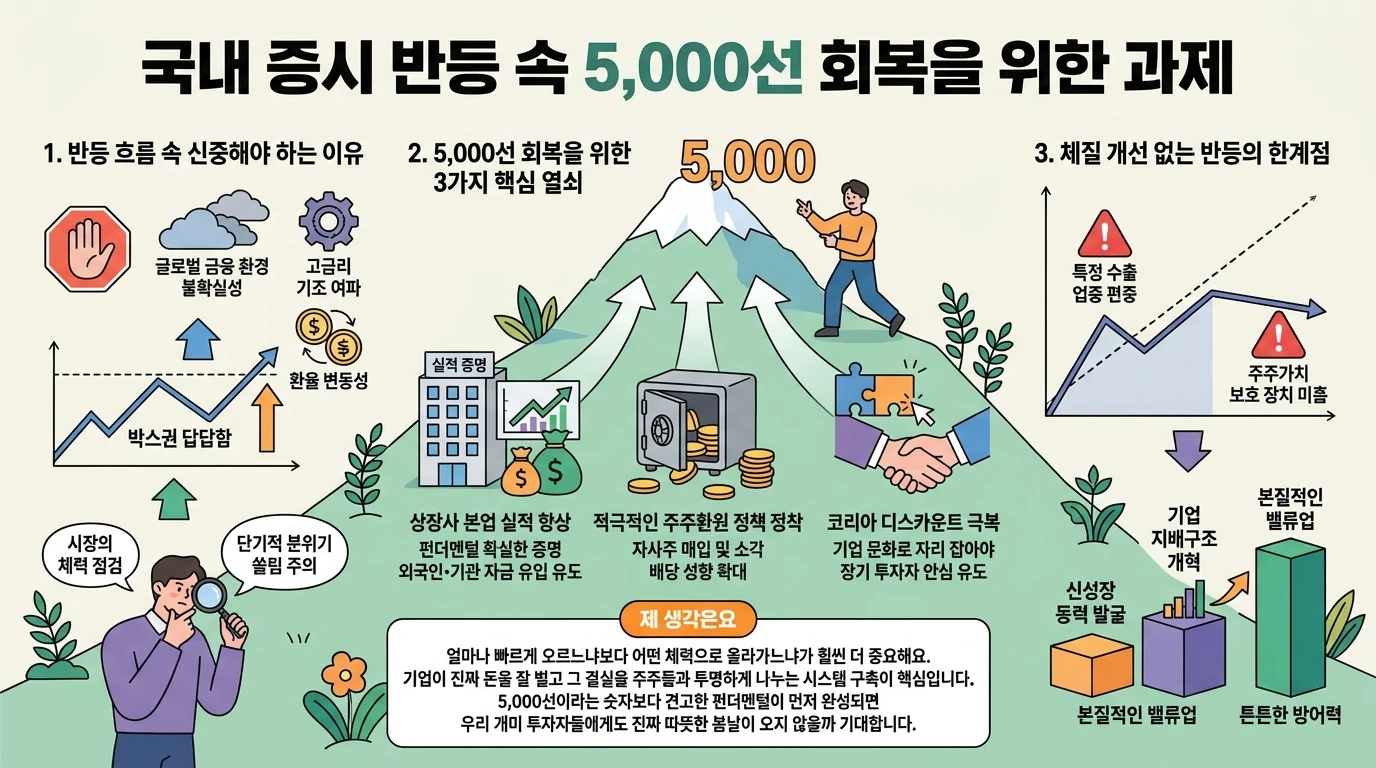 국내 증시 반등 속 5,000선 회복을 위한 과제
1. 반등 흐름 속 신중해야 하는 이유
글로벌 금융 환경
불확실성
고금리
기조 여파
환율 변동성
박스권 답답함
시장의
체력 점검
단기적 분위기
쏠림 주의
2. 5,000선 회복을 위한
3가지 핵심 열쇠
5,000
실적 증명
$
$
상장사 본업 실적 향상
펀더멘털 확실한 증명
외국인·기관 자금 유입 유도
적극적인 주주환원 정책 정착
자사주 매입 및 소각
배당 성향 확대
코리아 디스카운트 극복
기업 문화로 자리 잡아야
장기 투자자 안심 유도
제 생각은요
얼마나 빠르게 오르느냐보다 어떤 체력으로 올라가느냐가 훨씬 더 중요해요.
기업이 진짜 돈을 잘 벌고 그 결실을 주주들과 투명하게 나누는 시스템 구축이 핵심입니다.
5,000선이라는 숫자보다 견고한 펀더멘털이 먼저 완성되면
우리 개미 투자자들에게도 진짜 따뜻한 봄날이 오지 않을까 기대합니다.
3. 체질 개선 없는 반등의 한계점
특정 수출
업중 편중
주주가치
보호 장치 미흡
기업
지배구조
개혁
본질적인
밸류업
신성장
동력 발굴
본질적인 밸류업
튼튼한 방어력